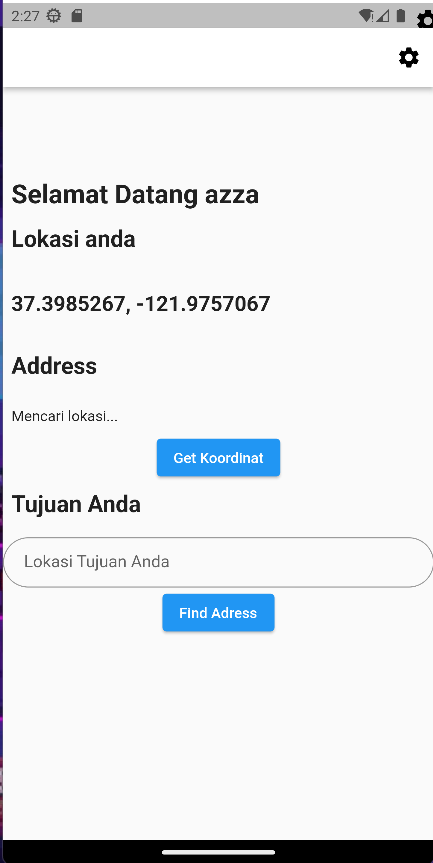 2:27
Selamat Datang azza
Lokasi anda
37.3985267, -121.9757067
Address
Mencari lokasi...
Get Koordinat
Tujuan Anda
Lokasi Tujuan Anda
FInd Adress